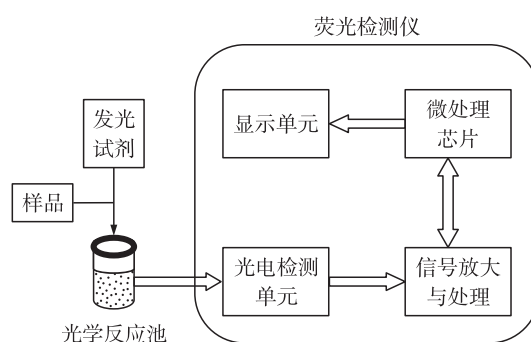 荧光检测仪
发光
试剂
显示单元
微处理
芯片
样品
光电检测
单元
信号放大
与处理
光学反应池